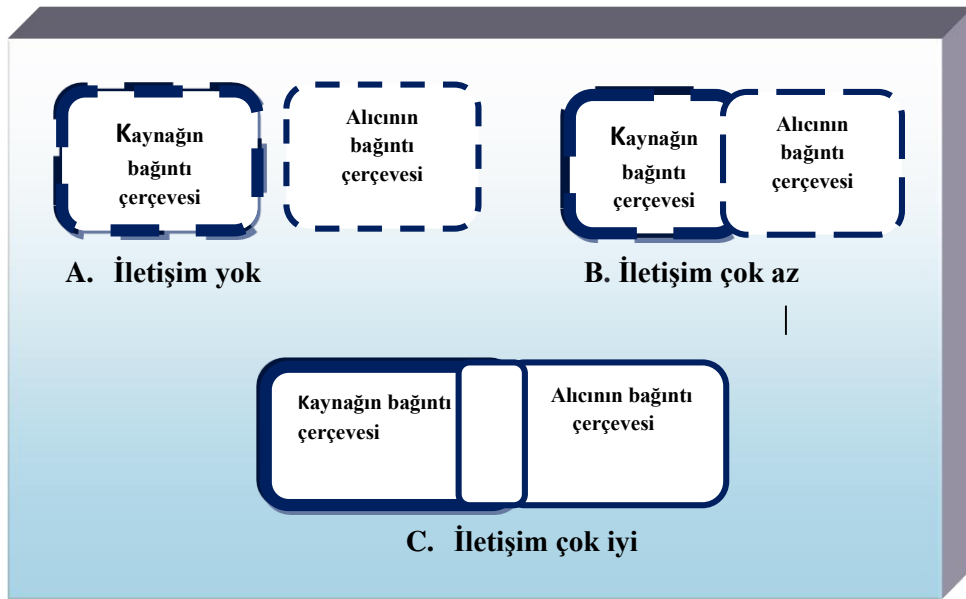 Kaynağın
bağıntı
çerçevesi
Alıcının
bağıntı
çerçevesi
A. İletişim yok
Kaynağın
bağıntı
çerçevesi
Alıcının
bağıntı
çerçevesi
B. İletişim çok az
Kaynağın bağıntı
çerçevesi
Alıcının bağıntı
çerçevesi
C. İletişim çok iyi